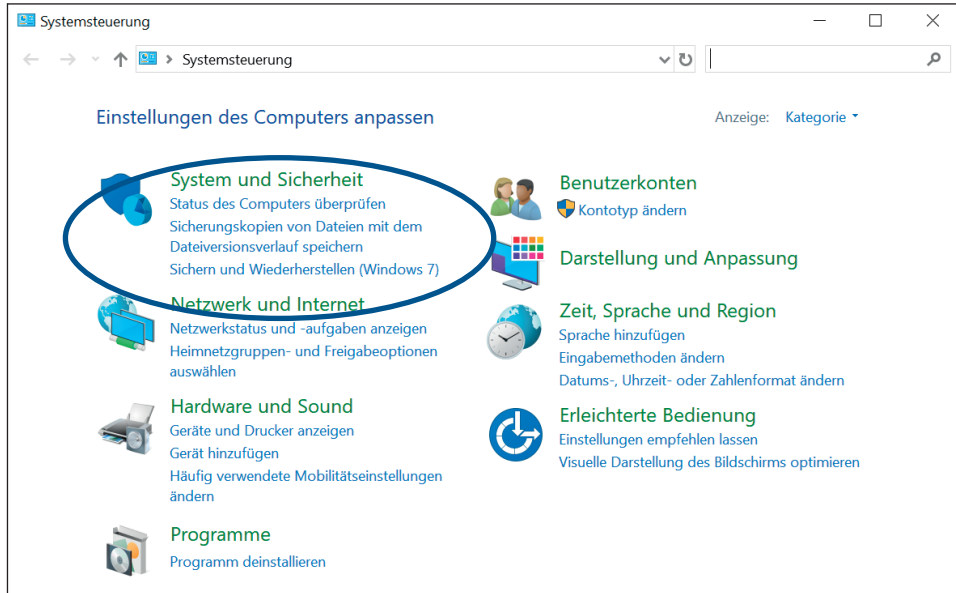 Systemsteuerung
Systemsteuerung
Einstellungen des Computers anpassen
Anzeige: Kategorie
System und Sicherheit
Status des Computers überprüfen
Sicherungskopien von Dateien mit dem
Dateiversionsverlauf speichern
Sichern und Wiederherstellen (Windows 7)
Netzwerk und Internet
Netzwerkstatus und -aufgaben anzeigen
Heimnetzgruppen- und Freigabeoptionen
auswählen
Hardware und Sound
Geräte und Drucker anzeigen
Gerät hinzufügen
Häufig verwendete Mobilitätseinstellungen
ändern
Programme
Programm deinstallieren
Benutzerkonten
Kontotyp ändern
Darstellung und Anpassung
Zeit, Sprache und Region
Sprache hinzufügen
Eingabemethoden ändern
Datums-, Uhrzeit- oder Zahlenformat ändern
Erleichterte Bedienung
Einstellungen empfehlen lassen
Visuelle Darstellung des Bildschirms optimieren